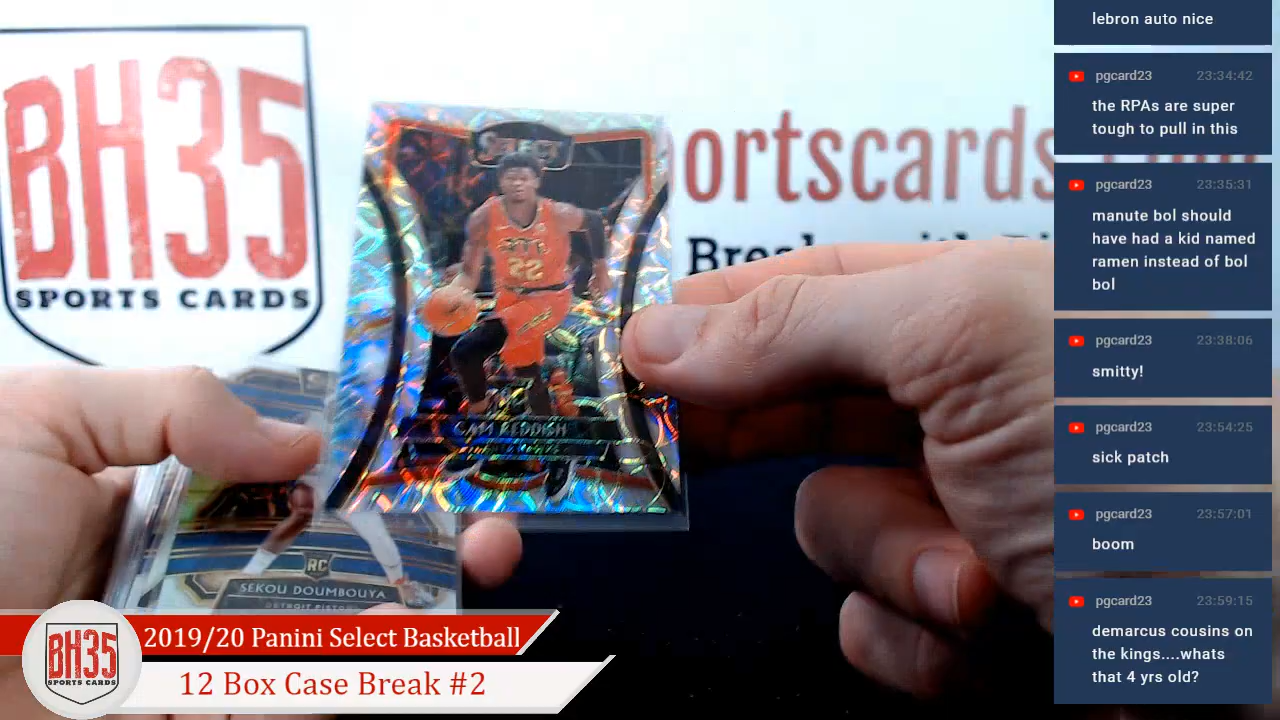 BH35
SPORTS CARDS
ortscards
SELECT
22
CAM REDDISH
RC
SEKOU DOUMBOUYA
DETROIT PISTONS
BH35
SPORTS CARDS
2019/20 Panini Select Basketball
12 Box Case Break #2
lebron auto nice
pgcard23 23:34:42
the RPAs are super
tough to pull in this
pgcard23 23:35:31
manute bol should
have had a kid named
ramen instead of bol
bol
pgcard23 23:38:06
smitty!
pgcard23 23:54:25
sick patch
pgcard23 23:57:01
boom
pgcard23 23:59:15
demarcus cousins on
the kings....whats
that 4 yrs old?